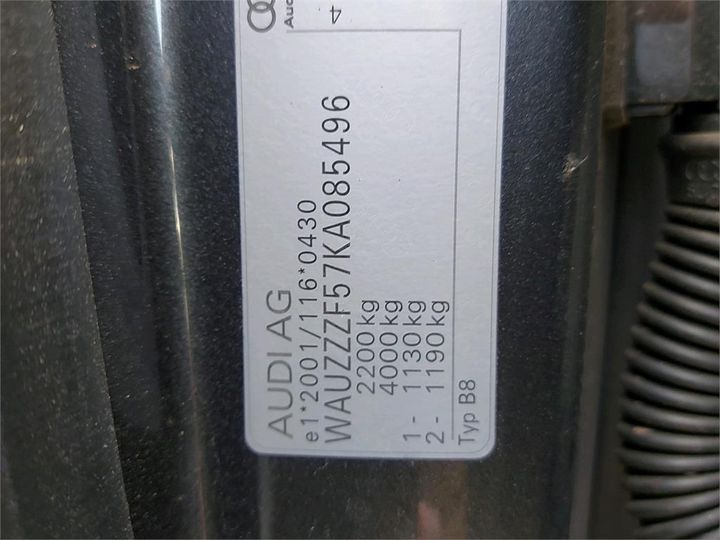 AUDI AG
e1*2001/116*0430
WAUZZZF57KA085496
2200 kg
4000 kg
1 - 1130 kg
2 - 1190 kg
Typ B8